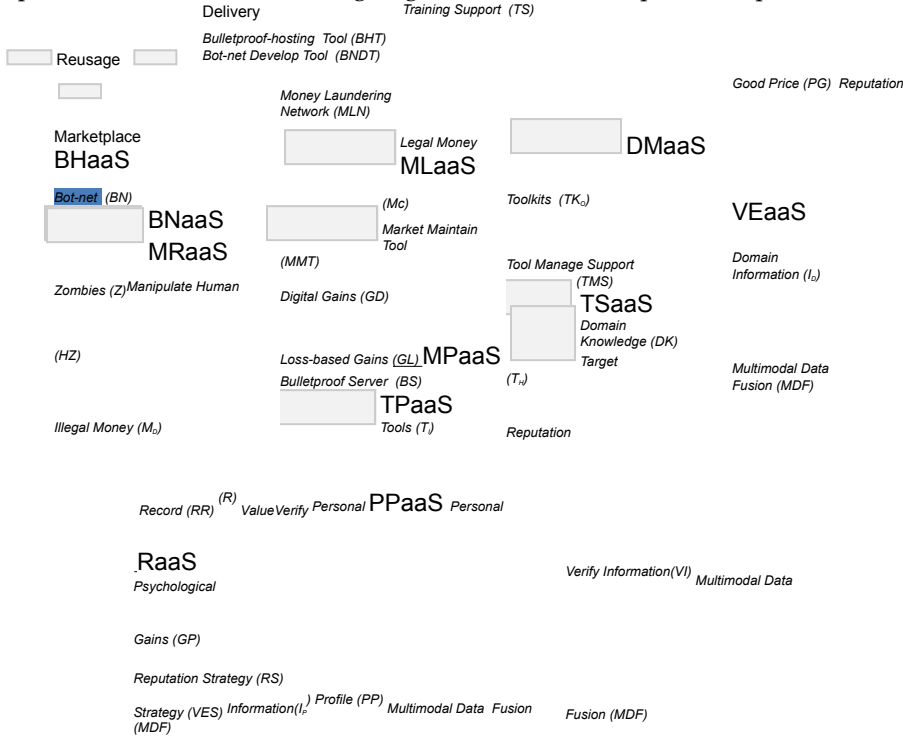 Delivery
Training Support (TS)
Bulletproof-hosting Tool (BHT)
Bot-net Develop Tool (BNDT)
Reusage
Good Price (PG) Reputation
Money Laundering
Network (MLN)
Marketplace
BHaaS
Legal Money
MLaaS
DMaaS
Bot-net (BN)
(Mc)
Toolkits (TKO)
VEaaS
BNaaS
Market Maintain
Tool
MRaaS
(MMT)
Domain
Information (ID)
Tool Manage Support
(TMS)
Zombies (Z) Manipulate Human
Digital Gains (GD)
TSaaS
Domain
Knowledge (DK)
(HZ)
Loss-based Gains (GL) MPaaS
Target
Multimodal Data
Fusion (MDF)
Bulletproof Server (BS)
(TH)
TPaaS
Illegal Money (MD)
Tools (TI)
Reputation
Record (RR) (R) ValueVerify Personal PPaaS Personal
RaaS
Psychological
Verify Information(VI) Multimodal Data
Gains (GP)
Reputation Strategy (RS)
Strategy (VES) Information(IP) Profile (PP) Multimodal Data Fusion
(MDF)
Fusion (MDF)